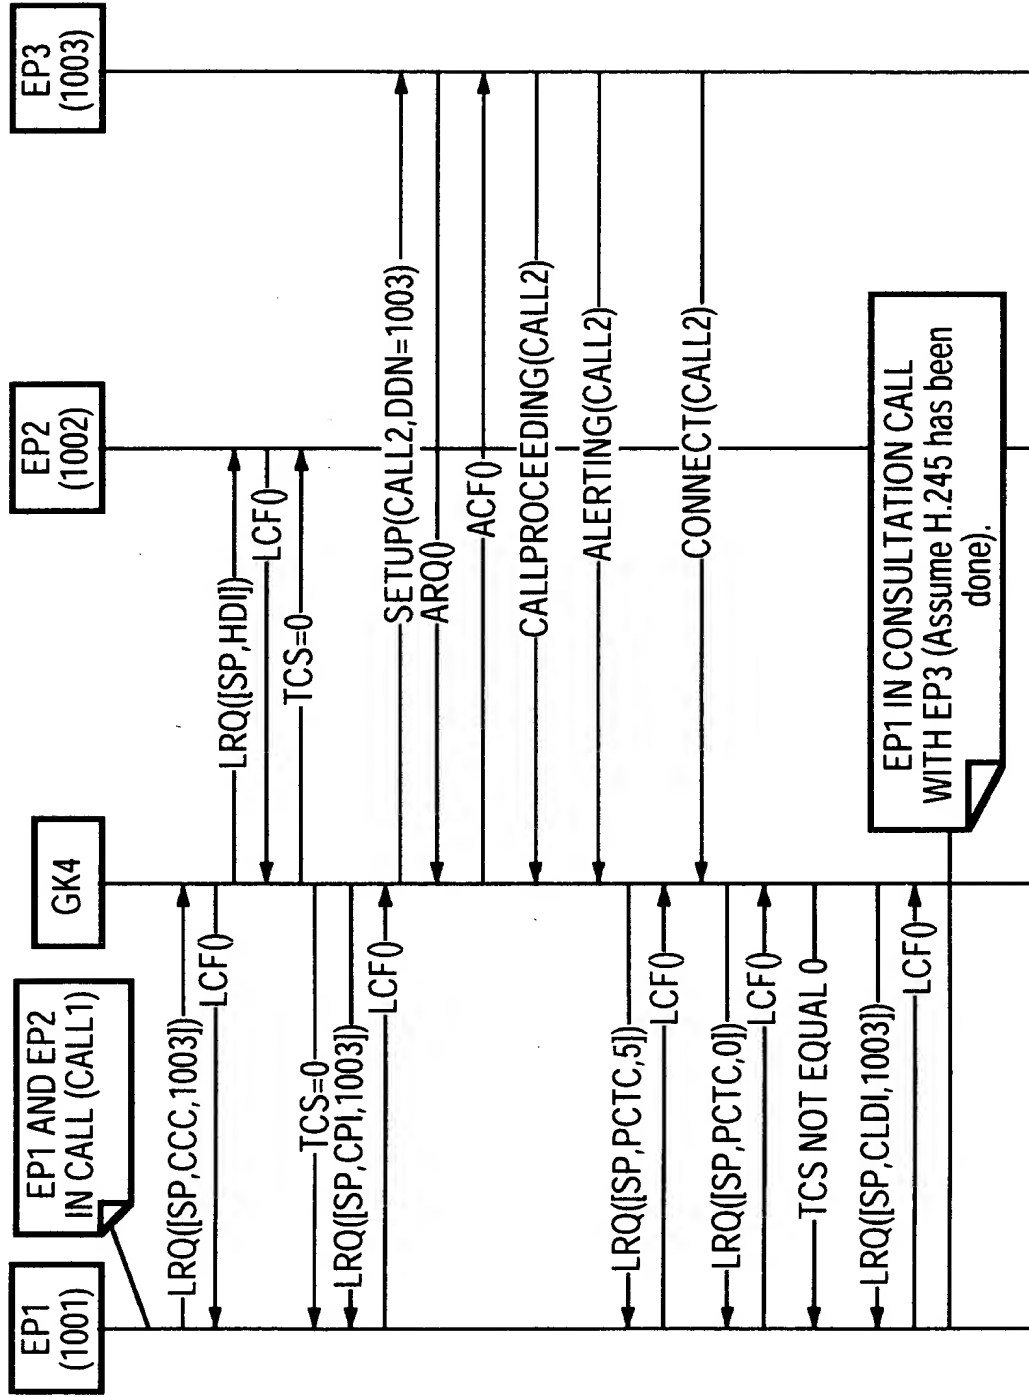 EP1
(1001)
EP1 AND EP2
IN CALL (CALL1)
GK4
EP2
(1002)
EP3
(1003)
LRQ([SP,CCC,1003])
LCF()
LRQ([SP,HDI])
LCF()
TCS=0
TCS=0
LRQ([SP,CPI,1003])
LCF()
SETUP(CALL2,DDN=1003)
ARQ()
ACF()
CALLPROCEEDING(CALL2)
ALERTING(CALL2)
LRQ([SP,PCTC,5])
LCF()
CONNECT(CALL2)
LRQ([SP,PCTC,0])
LCF()
TCS NOT EQUAL 0
LRQ([SP,CLDI,1003])
LCF()
EP1 IN CONSULTATION CALL
WITH EP3 (Assume H.245 has been
done).